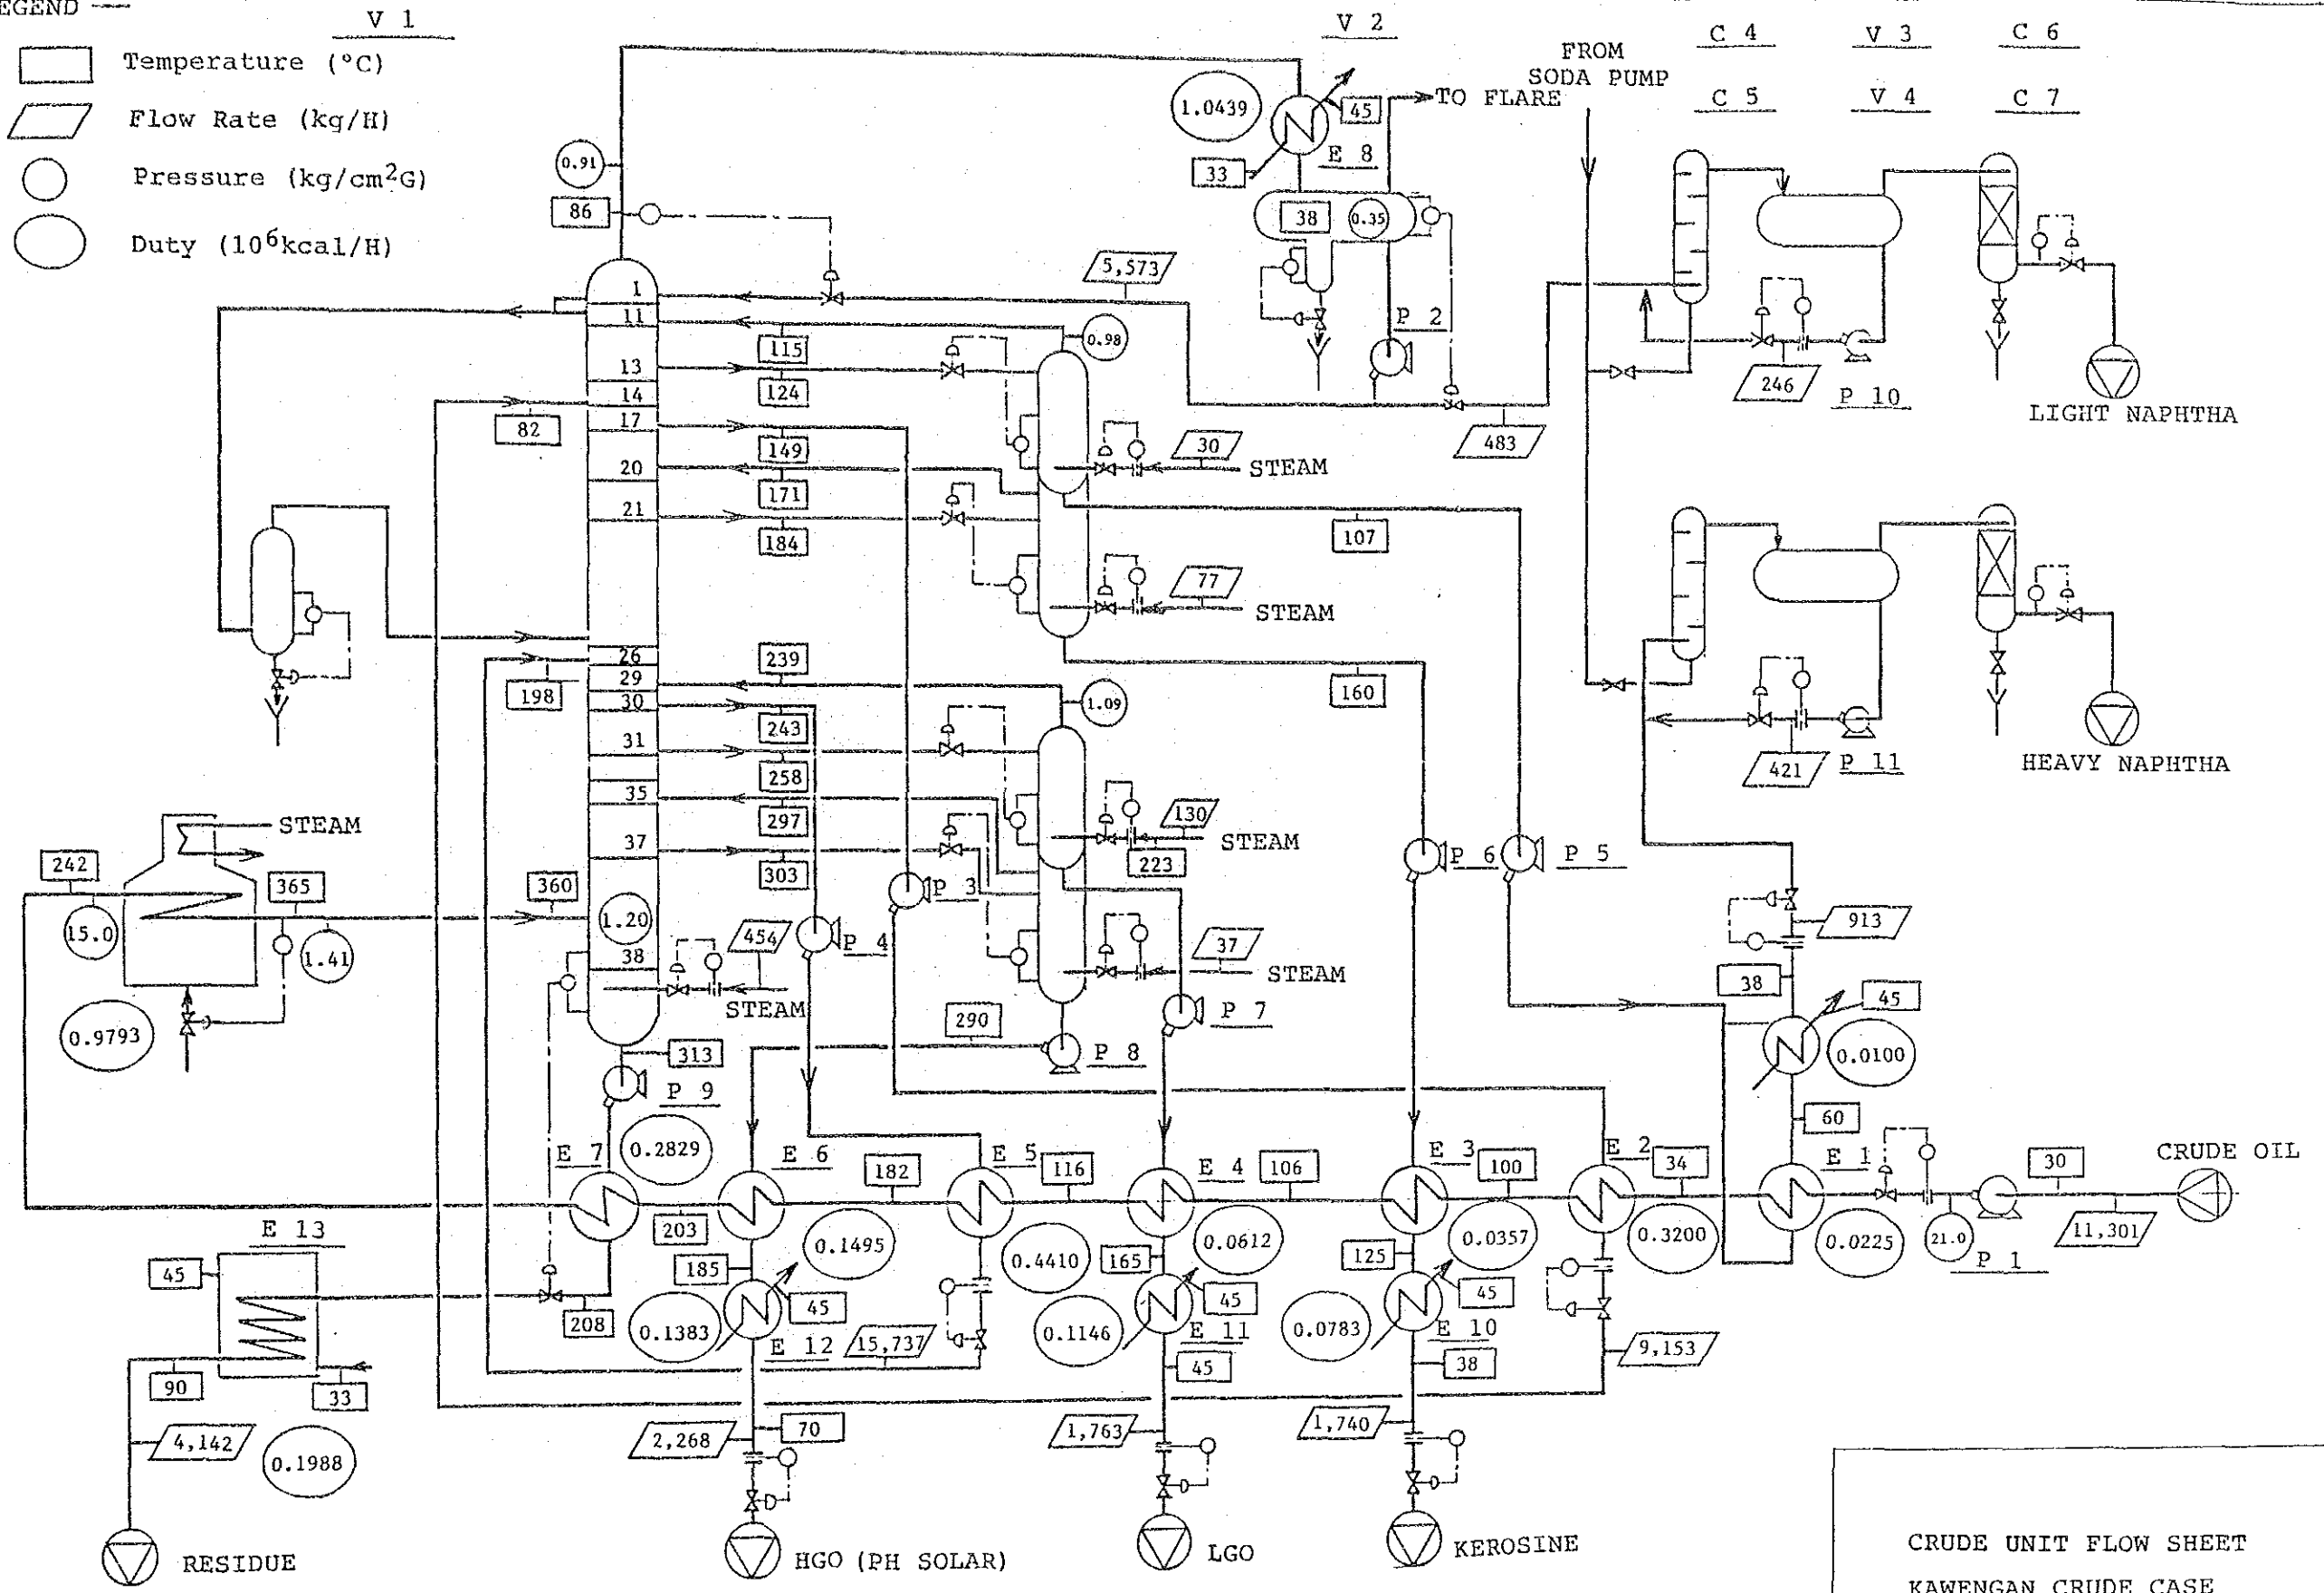 EGEND
Temperature (°C)
Flow Rate (kg/H)
Pressure (kg/cm²G)
Duty (10⁶kcal/H)
V 1
V 2
C 4
V 3
C 6
C 5
V 4
C 7
FROM
SODA PUMP
TO FLARE
1.0439
45
E 8
33
0.91
86
38
0.35
5,573
P 2
1
11
115
0.98
13
124
14
82
17
149
20
171
21
184
30
STEAM
77
STEAM
107
160
483
246
P 10
LIGHT NAPHTHA
421
P 11
HEAVY NAPHTHA
26
198
239
29
30
243
1.09
31
258
35
297
37
303
130
STEAM
223
37
STEAM
STEAM
242
365
15.0
1.41
0.9793
360
1.20
38
454
STEAM
P 4
P 3
P 6
P 5
P 7
290
P 8
313
P 9
913
38
45
0.0100
60
E 7
0.2829
E 6
182
E 5
116
E 4
106
E 3
100
E 2
34
E 1
30
CRUDE OIL
203
0.1495
0.4410
0.0612
0.0357
0.3200
0.0225
21.0
P 1
11,301
E 13
45
208
185
45
0.1383
E 12
15,737
165
45
0.1146
E 11
45
125
45
0.0783
E 10
38
9,153
90
33
4,142
0.1988
2,268
70
1,763
1,740
RESIDUE
HGO (PH SOLAR)
LGO
KEROSINE
CRUDE UNIT FLOW SHEET
KAWENGAN CRUDE CASE